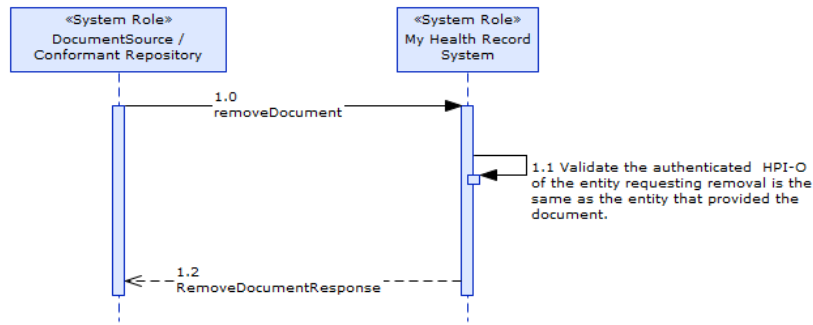 «System Role»
DocumentSource /
Conformant Repository
«System Role»
My Health Record
System
1.0
removeDocument
1.1 Validate the authenticated HPI-O
of the entity requesting removal is the
same as the entity that provided the
document.
1.2
RemoveDocumentResponse